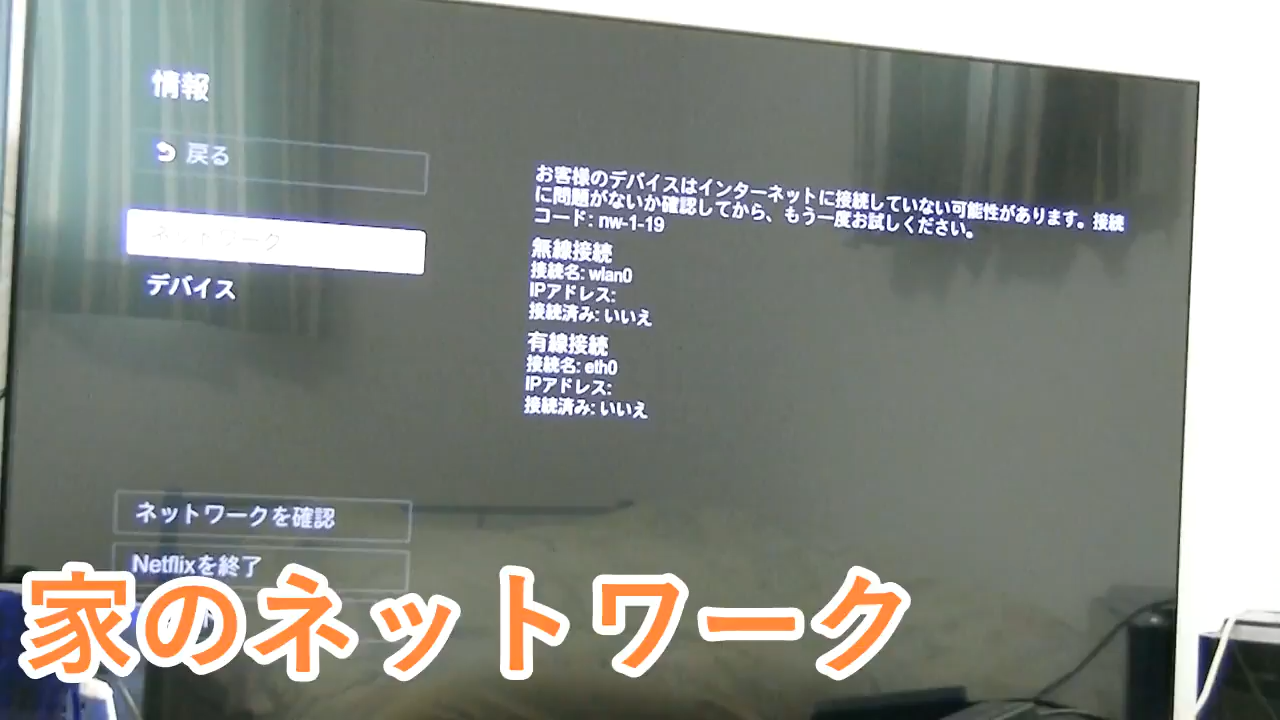 情報
戻る
ネットワーク
デバイス
お客様のデバイスはインターネットに接続していない可能性があります。接続
に問題がないか確認してから、もう一度お試しください。
コード: nw-1-19
無線接続
接続名: wlan0
IPアドレス:
接続済み: いいえ
有線接続
接続名: eth0
IPアドレス:
接続済み: いいえ
ネットワークを確認
Netflixを終了
家のネットワーク